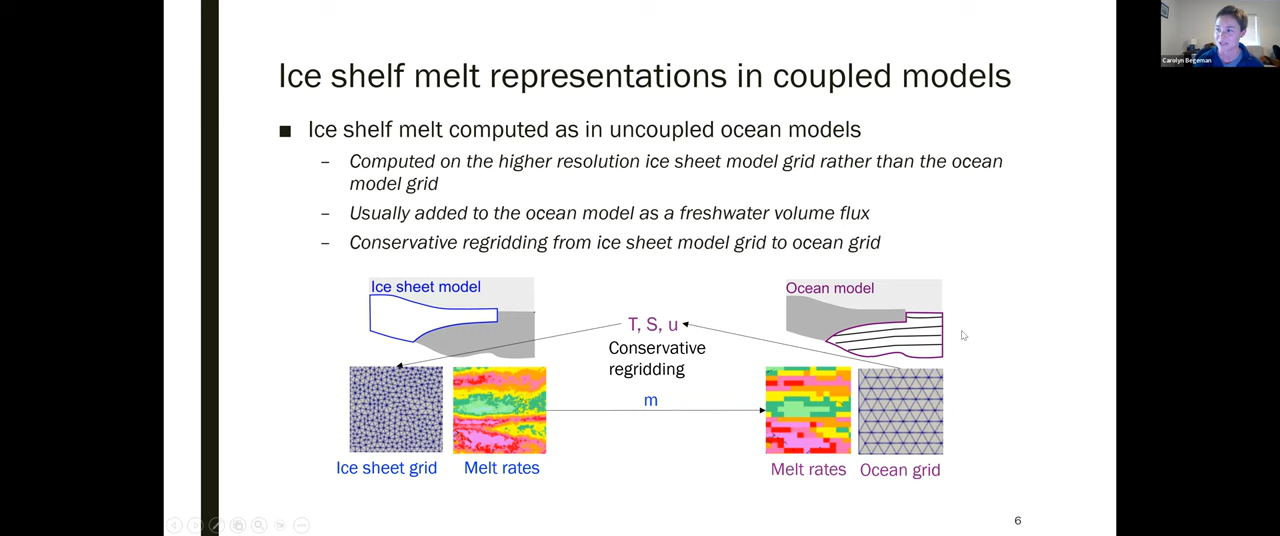 Carolyn Begeman
Ice shelf melt representations in coupled models
Ice shelf melt computed as in uncoupled ocean models
– Computed on the higher resolution ice sheet model grid rather than the ocean
model grid
– Usually added to the ocean model as a freshwater volume flux
– Conservative regridding from ice sheet model grid to ocean grid
Ice sheet model
Ocean model
T, S, u
Conservative
regridding
m
Ice sheet grid
Melt rates
Melt rates
Ocean grid
6